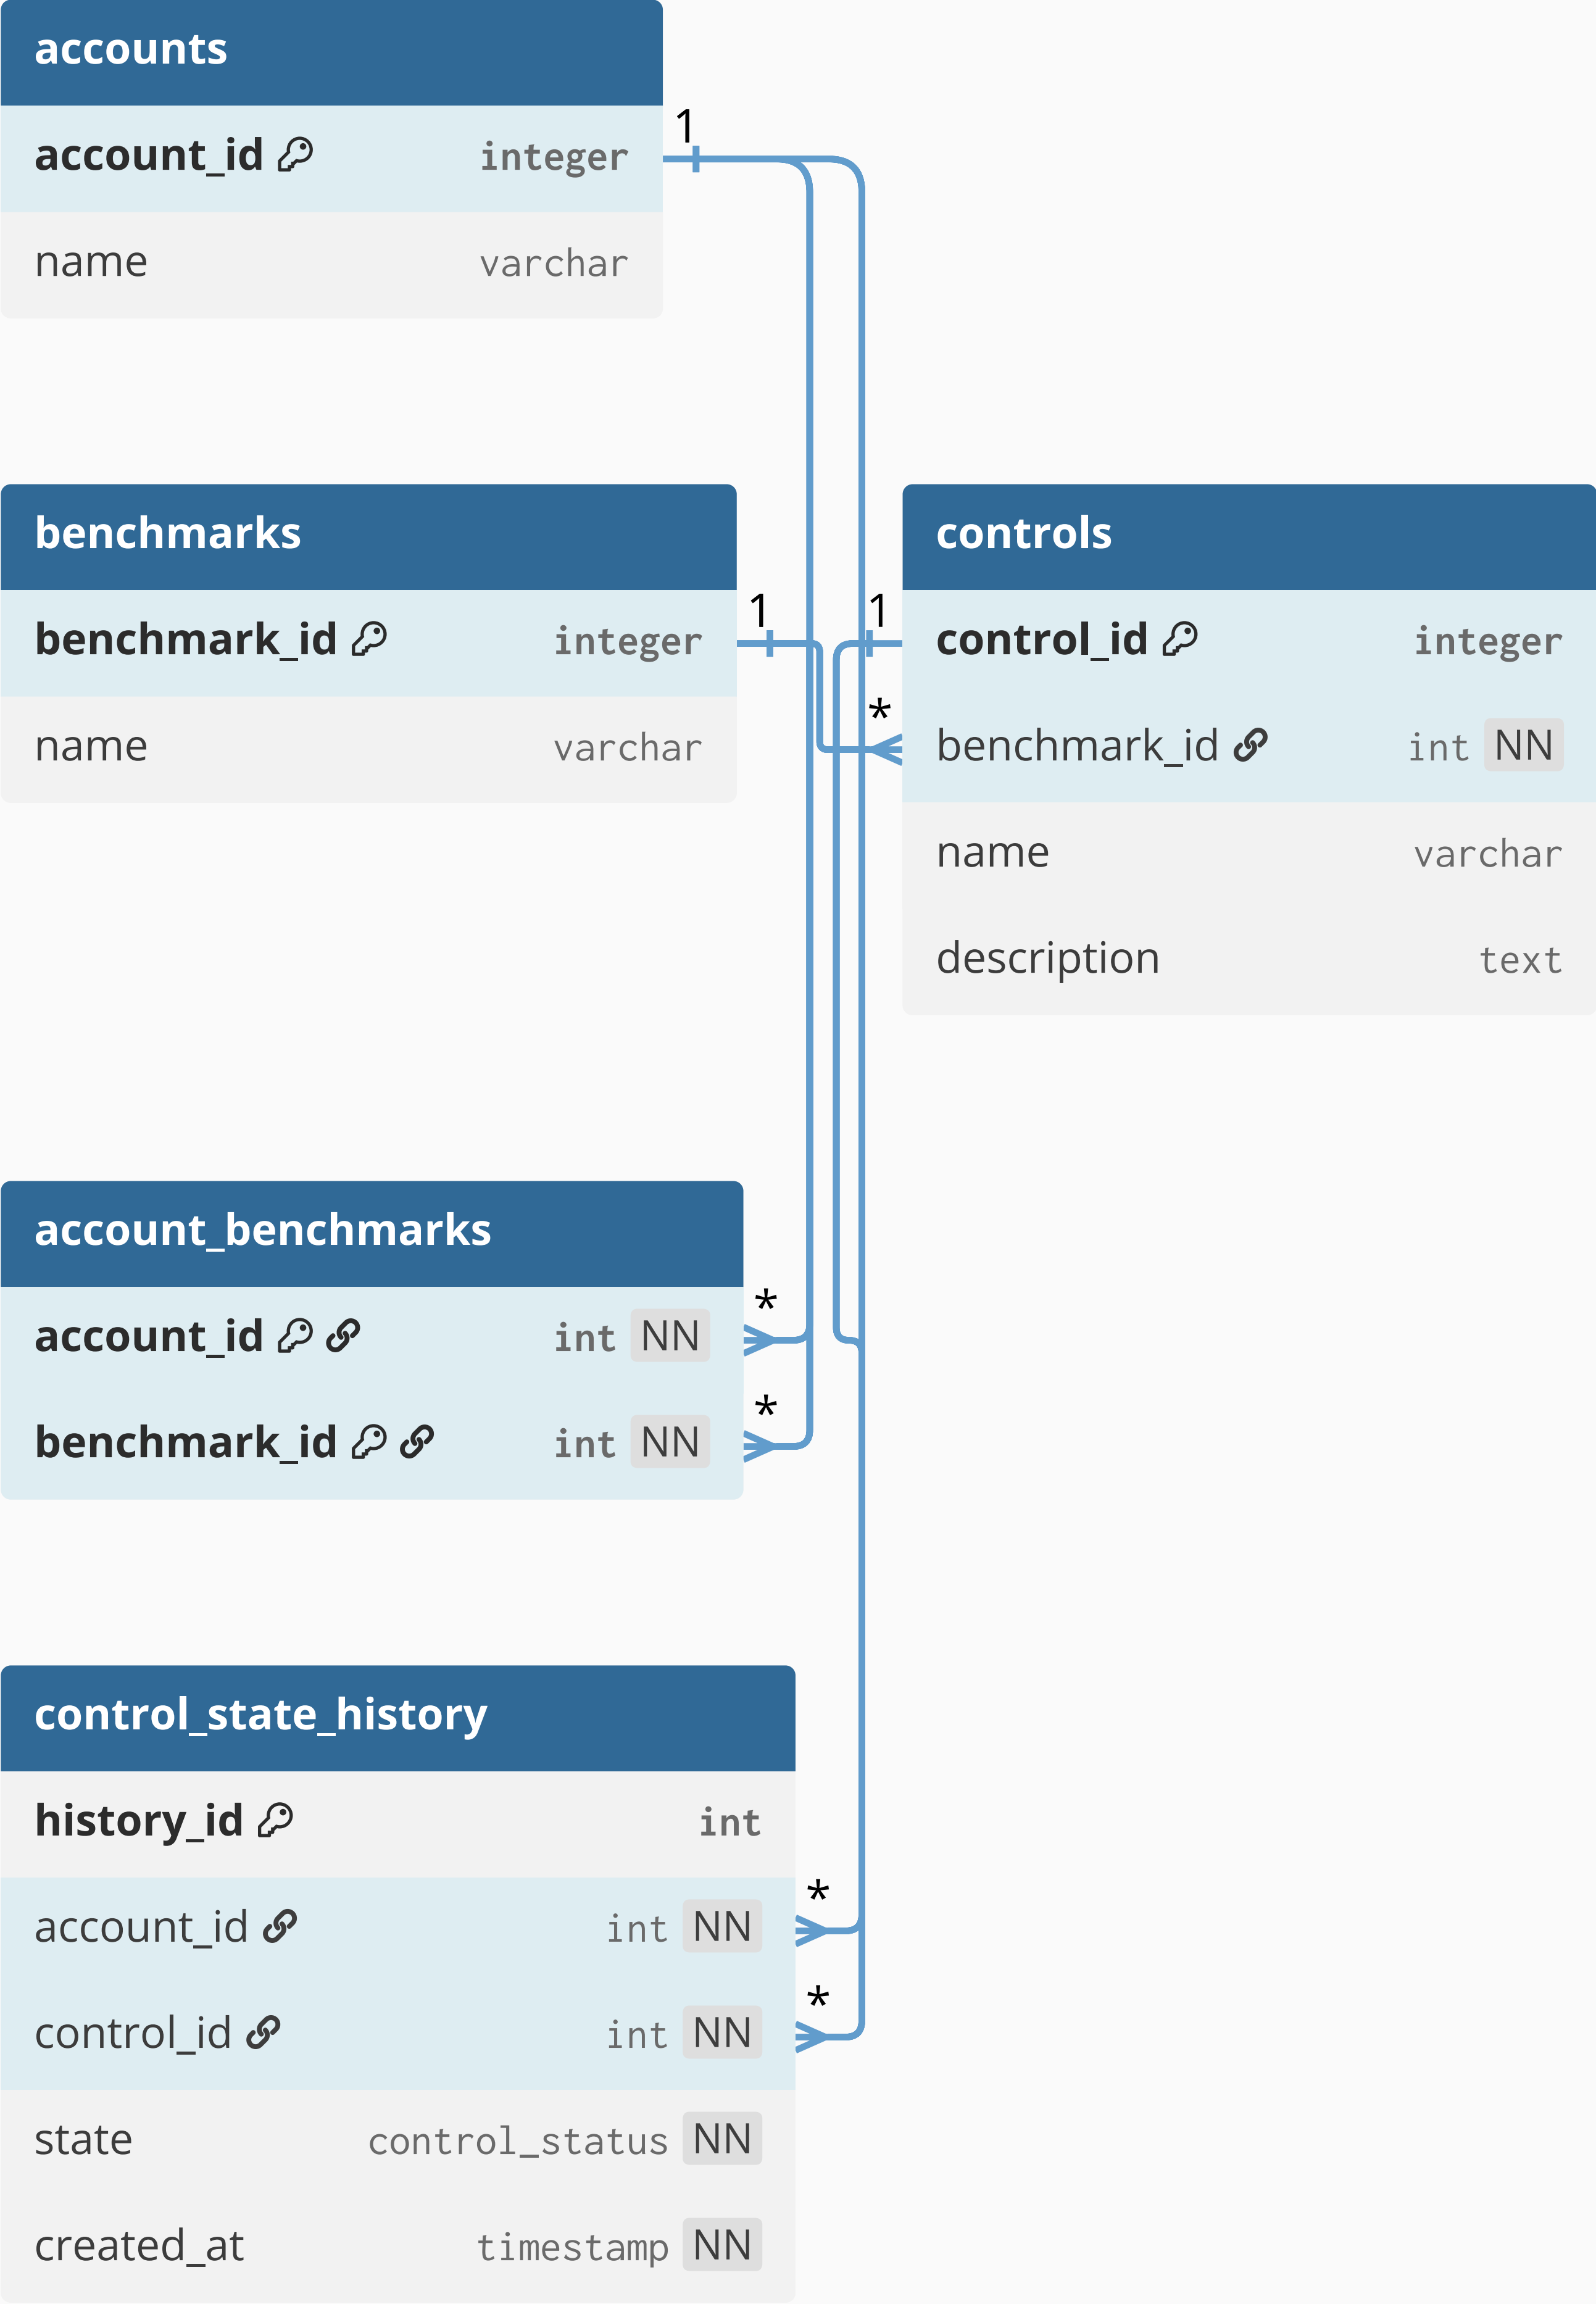 accounts
account_id integer
name varchar
1
benchmarks
benchmark_id integer
name varchar
1
controls
control_id integer
benchmark_id int NN
name varchar
description text
1
*
account_benchmarks
account_id int NN
benchmark_id int NN
*
*
control_state_history
history_id int
account_id int NN
control_id int NN
state control_status NN
created_at timestamp NN
*
*